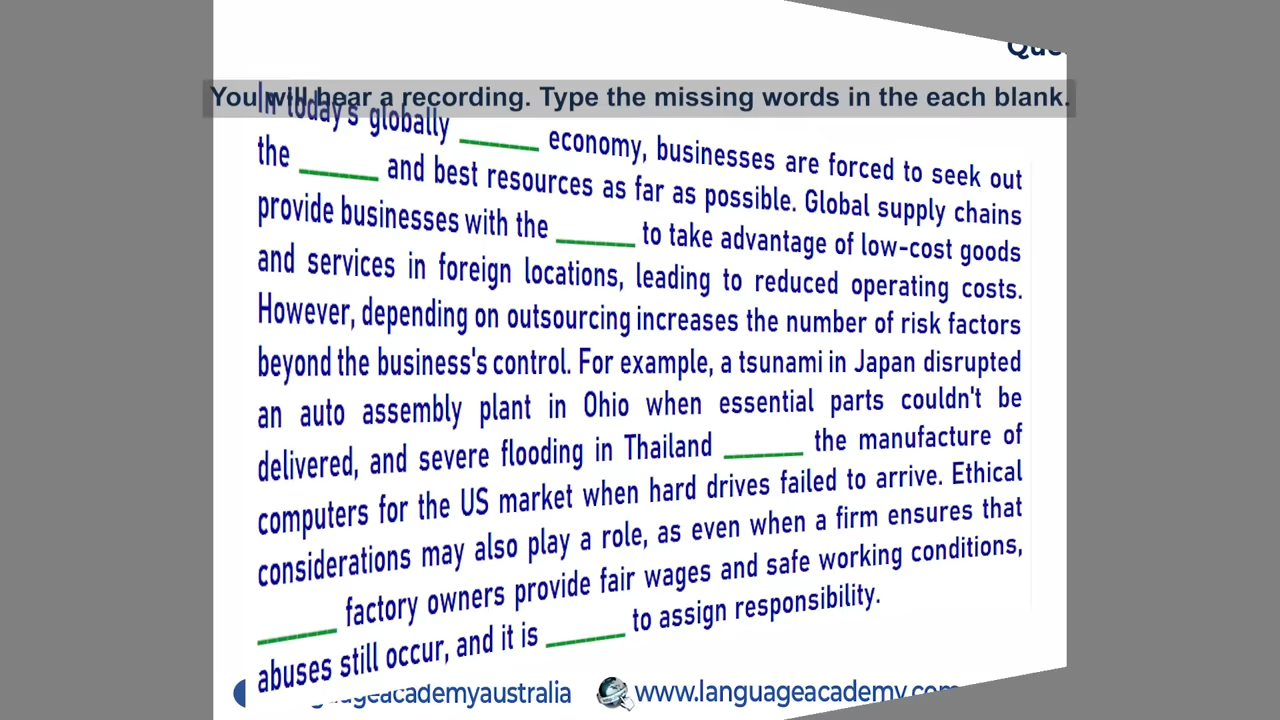 Que
You will hear a recording. Type the missing words in the each blank.
In today's globally ______ economy, businesses are forced to seek out
the ______ and best resources as far as possible. Global supply chains
provide businesses with the ______ to take advantage of low-cost goods
and services in foreign locations, leading to reduced operating costs.
However, depending on outsourcing increases the number of risk factors
beyond the business's control. For example, a tsunami in Japan disrupted
an auto assembly plant in Ohio when essential parts couldn't be
delivered, and severe flooding in Thailand ______ the manufacture of
computers for the US market when hard drives failed to arrive. Ethical
considerations may also play a role, as even when a firm ensures that
______ factory owners provide fair wages and safe working conditions,
abuses still occur, and it is ______ to assign responsibility.
geacademyaustralia www.languageacademy.com